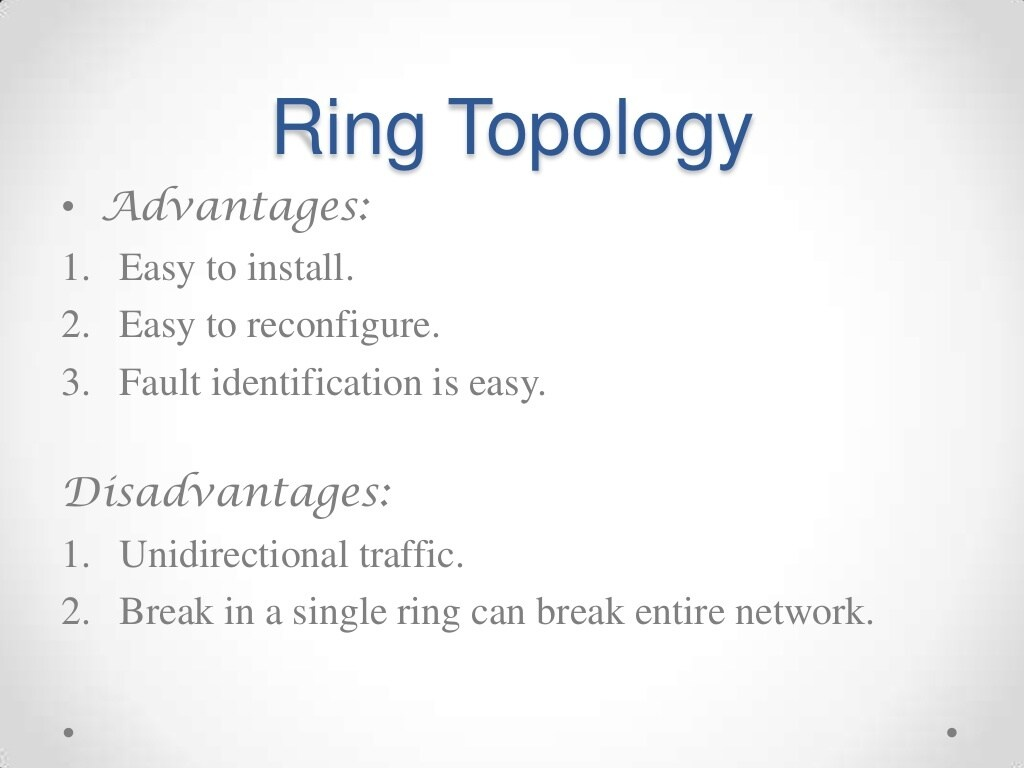 Ring Topology
• Advantages:
1. Easy to install.
2. Easy to reconfigure.
3. Fault identification is easy.
Disadvantages:
1. Unidirectional traffic.
2. Break in a single ring can break entire network.